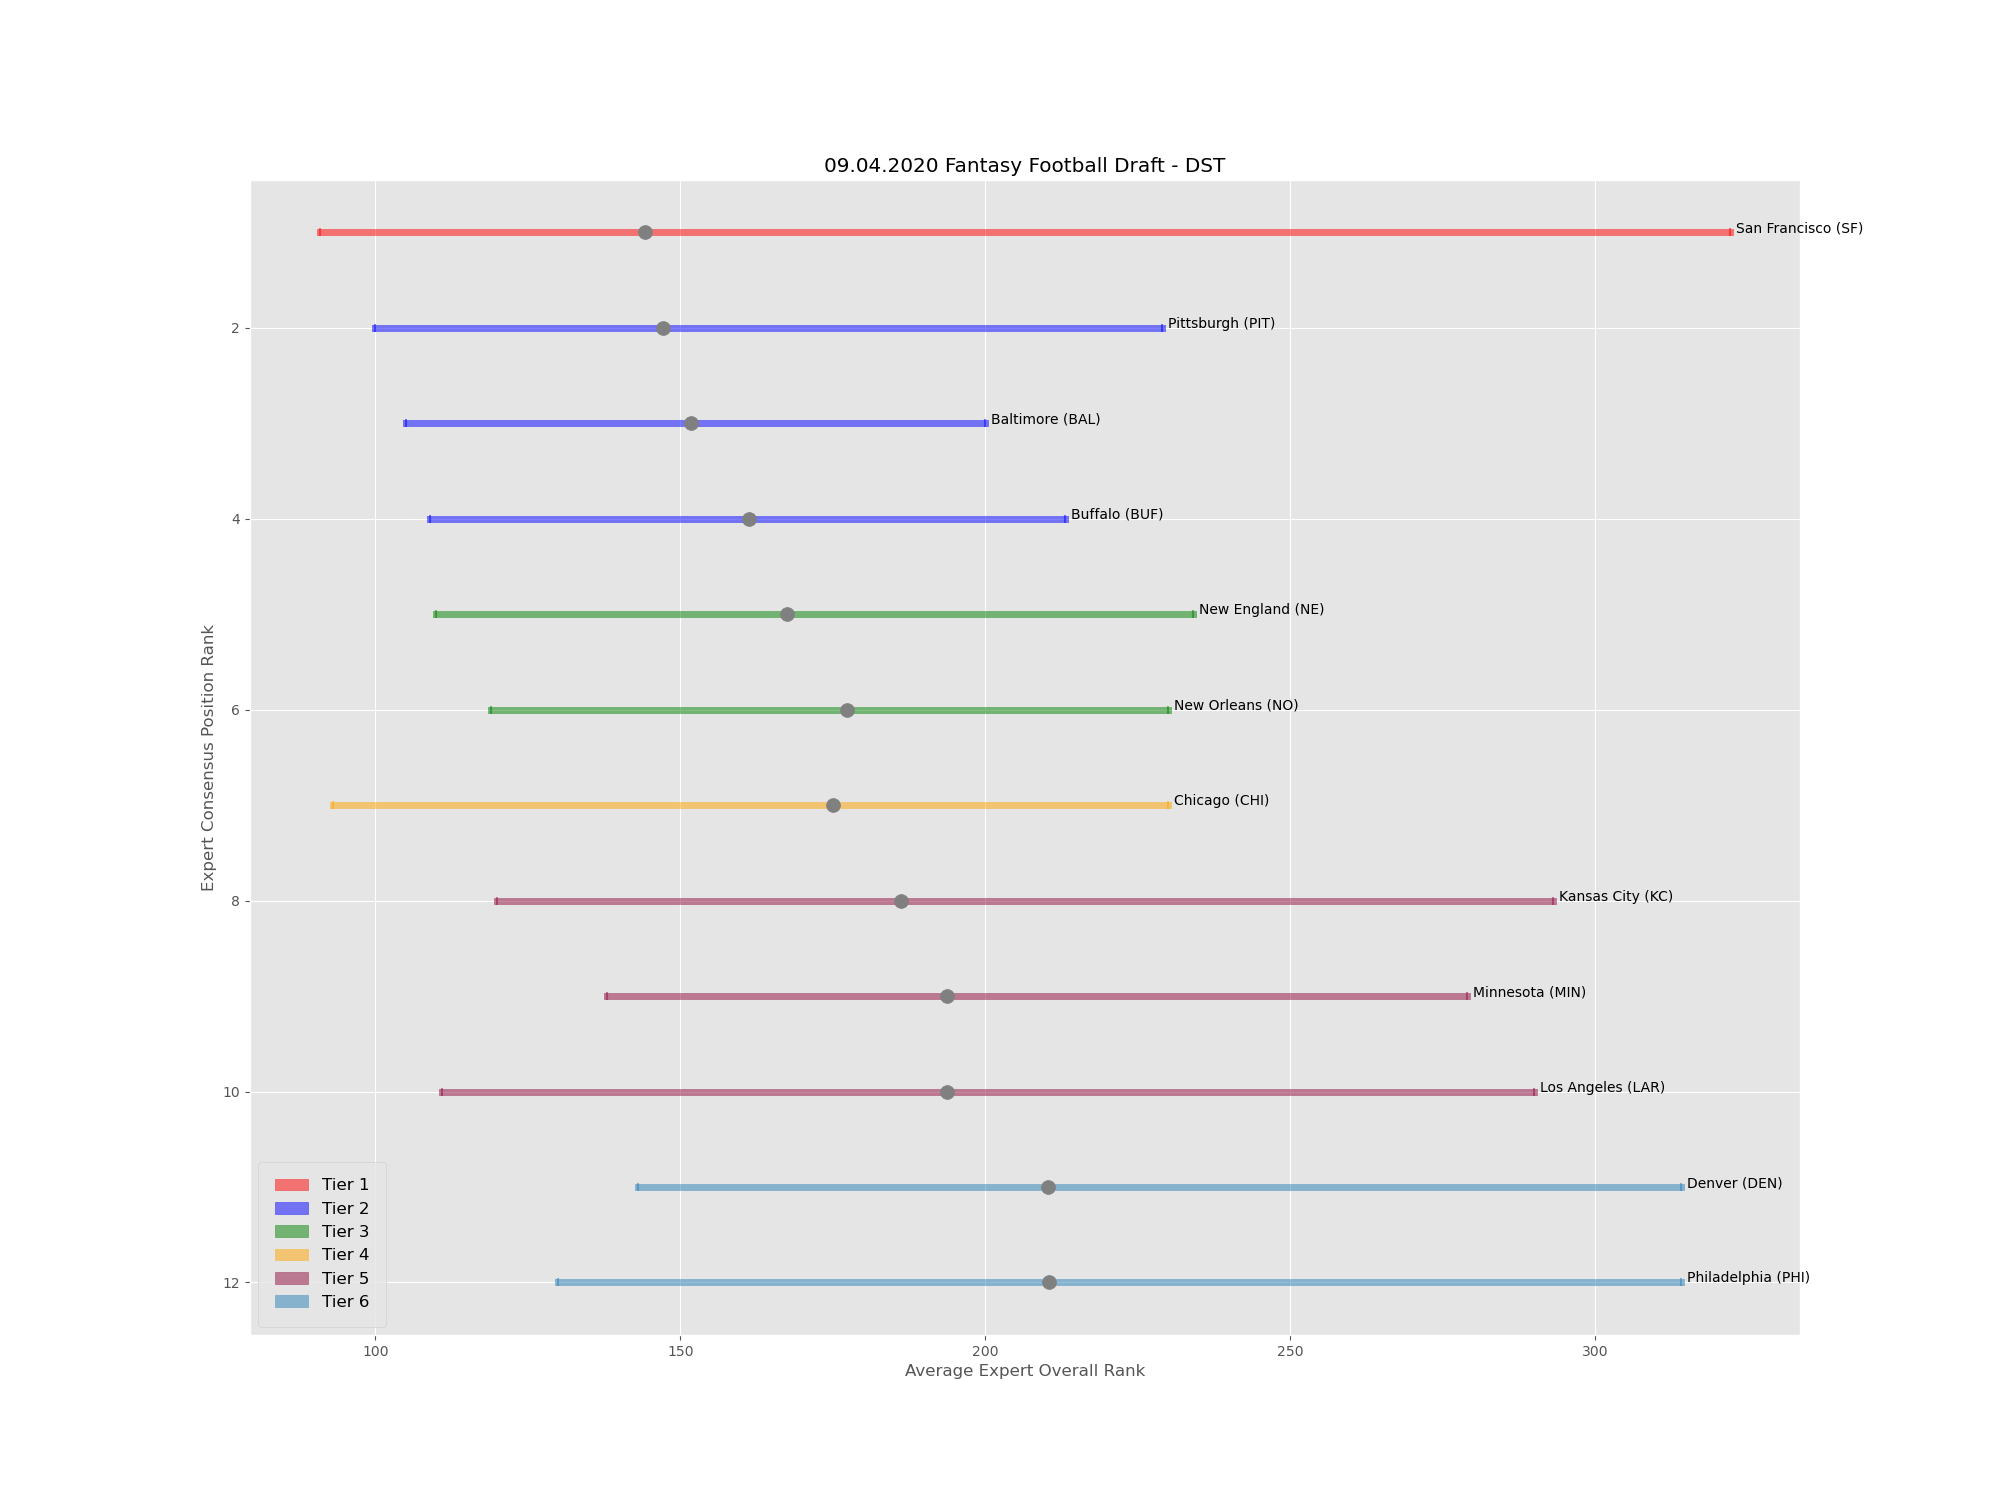 09.04.2020 Fantasy Football Draft - DST
San Francisco (SF)
2
Pittsburgh (PIT)
Baltimore (BAL)
4
Buffalo (BUF)
New England (NE)
Expert Consensus Position Rank
6
New Orleans (NO)
Chicago (CHI)
8
Kansas City (KC)
Minnesota (MIN)
10
Los Angeles (LAR)
Denver (DEN)
12
Philadelphia (PHI)
Tier 1
Tier 2
Tier 3
Tier 4
Tier 5
Tier 6
100 150 200 250 300
Average Expert Overall Rank